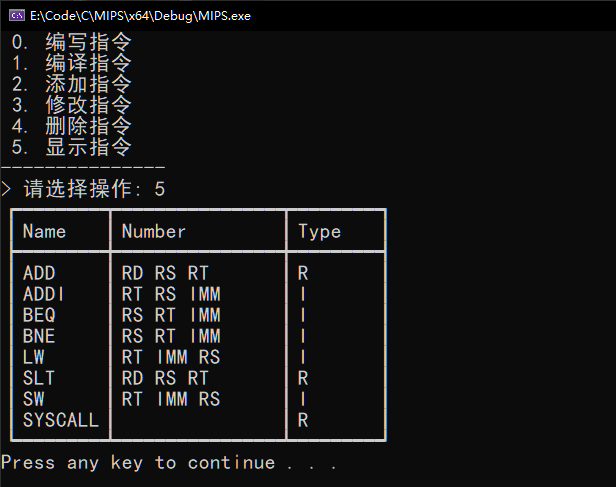 E:\Code\C\MIPS\x64\Debug\MIPS.exe
0. 编写指令
1. 编译指令
2. 添加指令
3. 修改指令
4. 删除指令
5. 显示指令
---------------
> 请选择操作: 5
Name Number Type
ADD RD RS RT R
ADDI RT RS IMM I
BEQ RS RT IMM I
BNE RS RT IMM I
LW RT IMM RS I
SLT RD RS RT R
SW RT IMM RS I
SYSCALL R
Press any key to continue . . .